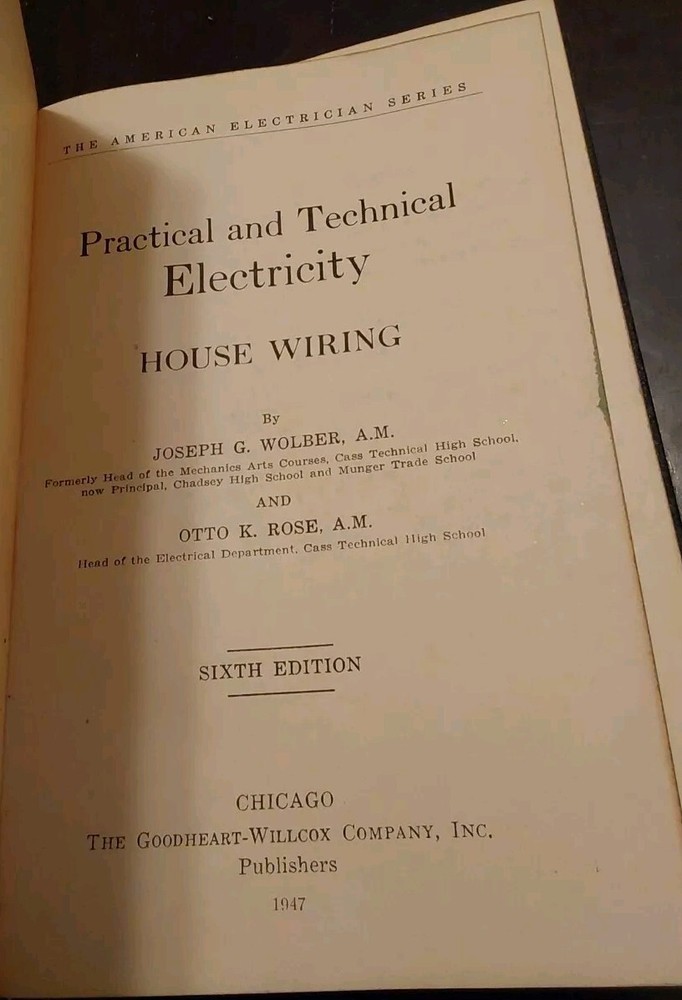 THE AMERICAN ELECTRICIAN SERIES
Practical and Technical
Electricity
HOUSE WIRING
By
JOSEPH G. WOLBER, A.M.
Formerly Head of the Mechanics Arts Courses, Cass Technical High School,
now Principal, Chadsey High School and Munger Trade School
AND
OTTO K. ROSE, A.M.
Head of the Electrical Department, Cass Technical High School
SIXTH EDITION
CHICAGO
THE GOODHEART-WILLCOX COMPANY, INC.
Publishers
1947